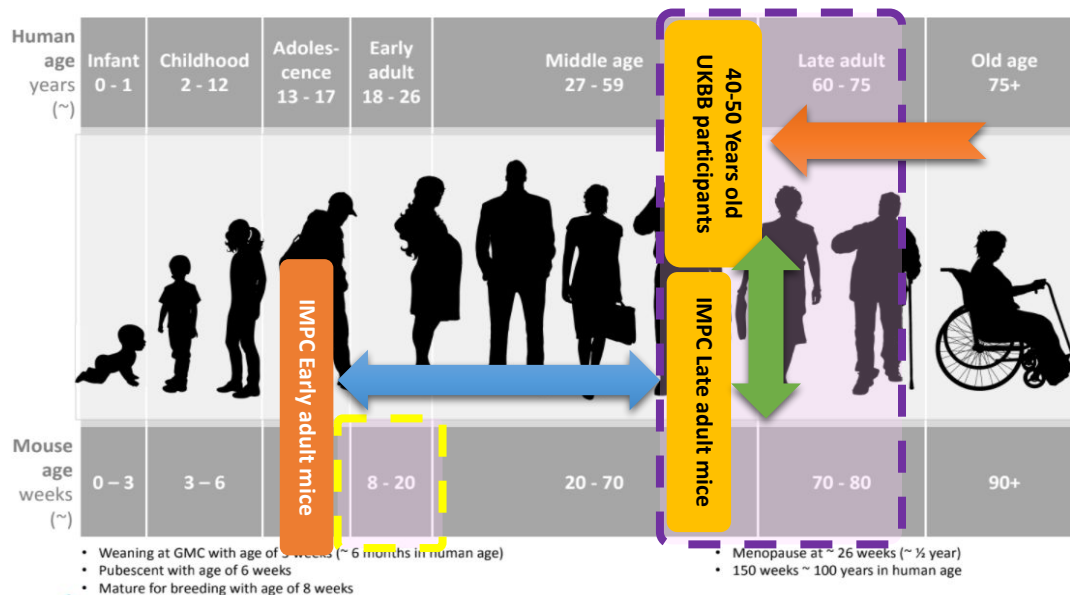 Human
age
years
(~)
Infant
0 - 1
Childhood
2 - 12
Adoles-
cence
13 - 17
Early
adult
18 - 26
Middle age
27 - 59
Late adult
60 - 75
Old age
75+
40-50 Years old
UKBB participants
IMPC Early adult mice
IMPC Late adult mice
Mouse
age
weeks
(~)
0 – 3
3 – 6
8 - 20
20 - 70
70 - 80
90+
• Weaning at GMC with age of weeks (~ 6 months in human age)
• Pubescent with age of 6 weeks
• Mature for breeding with age of 8 weeks
• Menopause at ~ 26 weeks (~ ½ year)
• 150 weeks ~ 100 years in human age